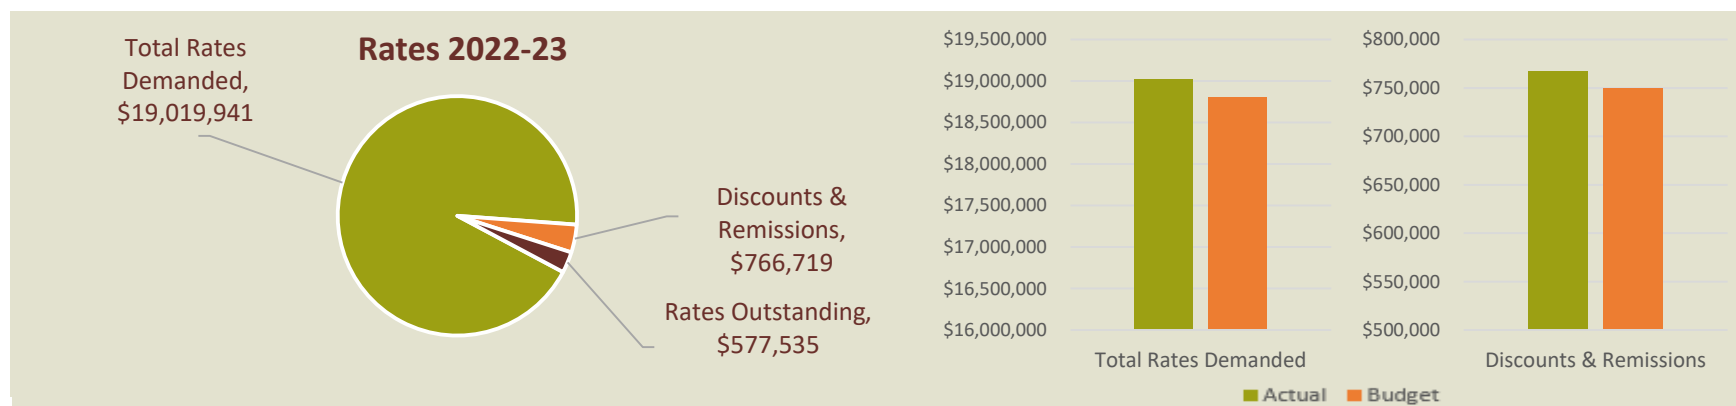 Rates 2022-23
Total Rates
Demanded,
$19,019,941
Discounts &
Remissions,
$766,719
Rates Outstanding,
$577,535
$19,500,000
$19,000,000
$18,500,000
$18,000,000
$17,500,000
$17,000,000
$16,500,000
$16,000,000
Total Rates Demanded
$800,000
$750,000
$700,000
$650,000
$600,000
$550,000
$500,000
Discounts & Remissions
Actual Budget